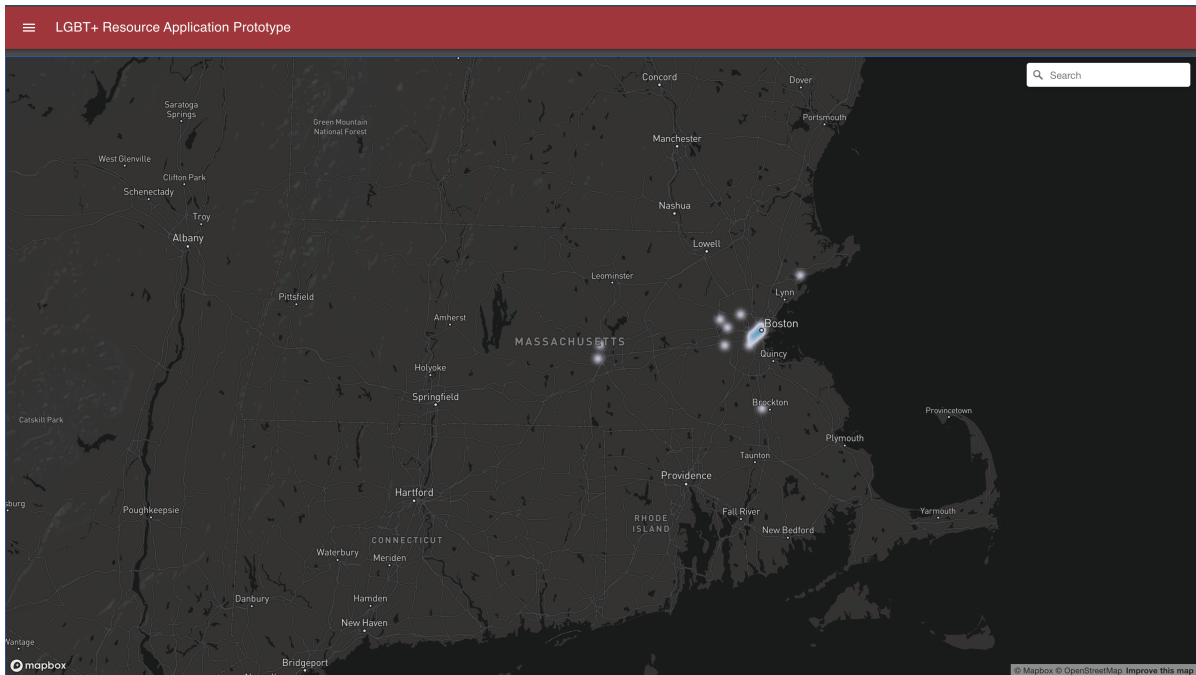 LGBT+ Resource Application Prototype
Search
Concord
Dover
Saratoga
Springs
Portsmouth
Green Mountain
National Forest
Manchester
West Glenville
Clifton Park
Schenectady
Nashua
Troy
Albany
Lowell
Leominster
Lynn
Pittsfield
Amherst
Boston
MASSACHUSETTS
Quincy
Holyoke
Springfield
Brockton
Provincetown
Catskill Park
Plymouth
Taunton
Providence
Hartford
sburg
Poughkeepsie
Fall River
Yarmouth
RHODE
ISLAND
New Bedford
CONNECTICUT
Waterbury
Meriden
Danbury
Hamden
New Haven
Wantage
Bridgeport
mapbox
© Mapbox © OpenStreetMap Improve this map